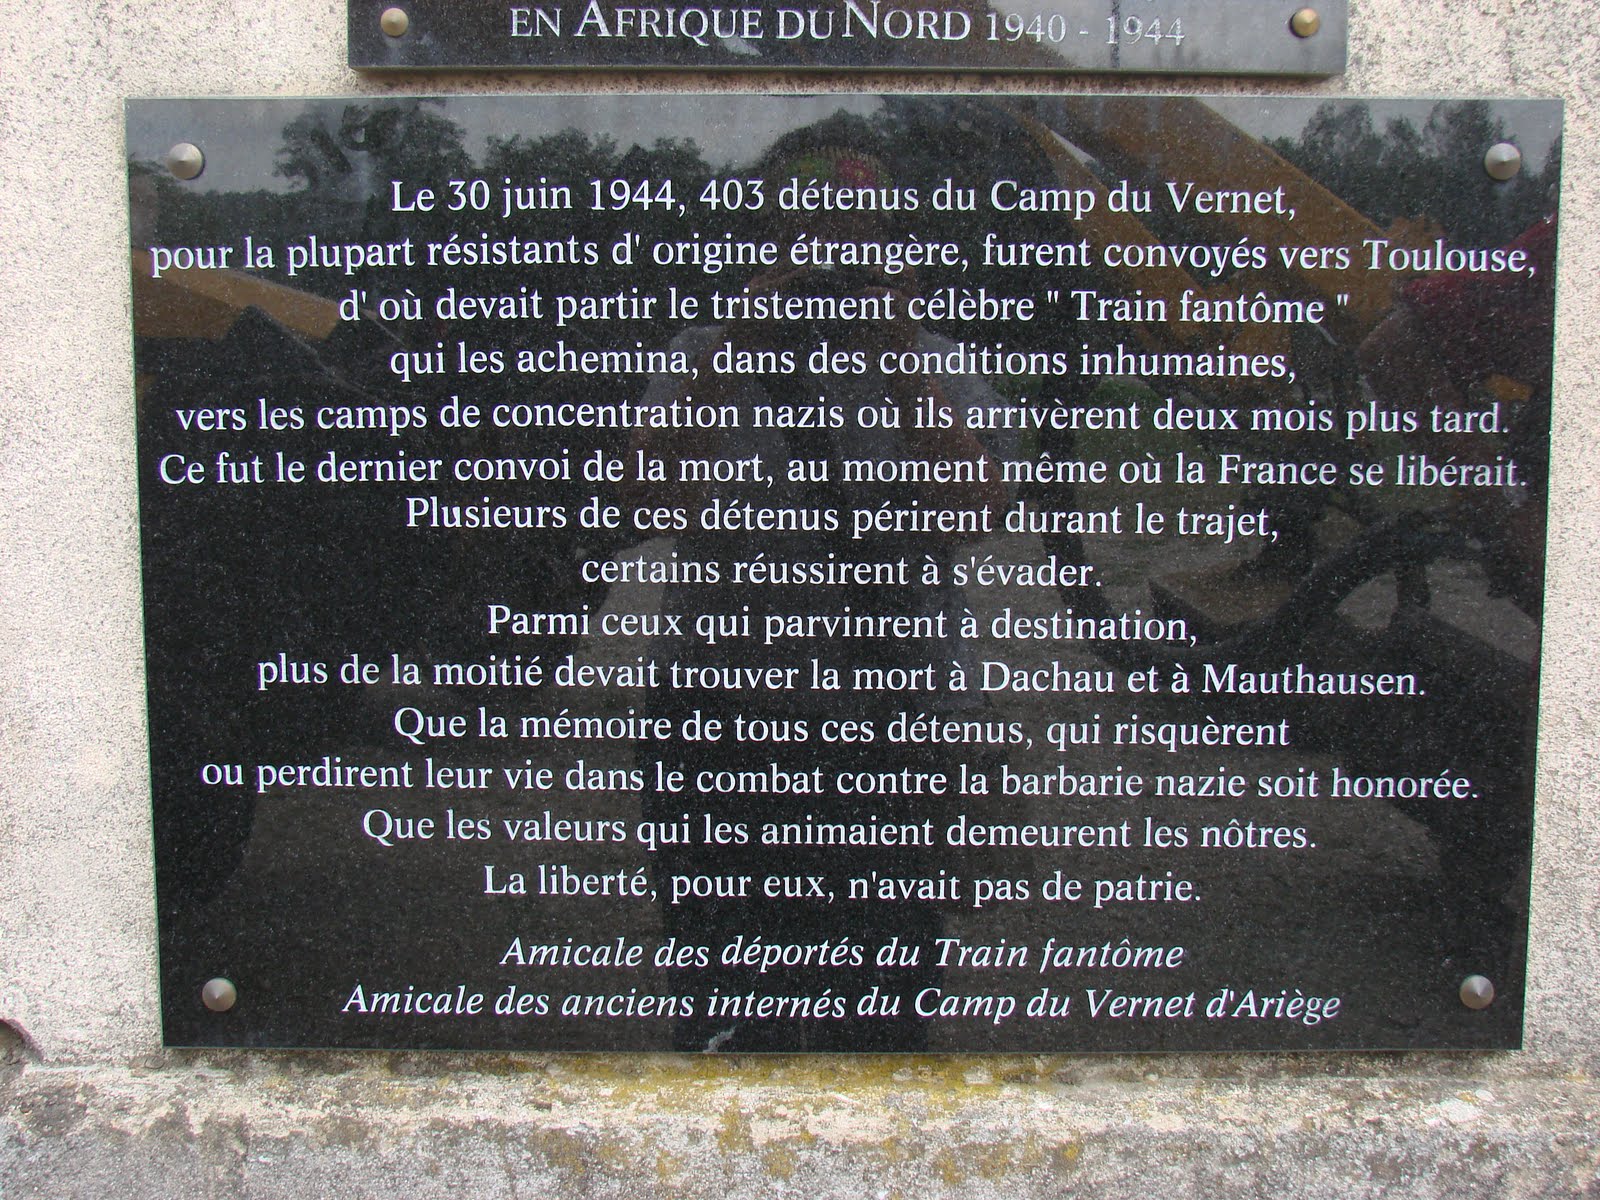 EN AFRIQUE DU NORD 1940 - 1944
Le 30 juin 1944, 403 détenus du Camp du Vernet,
pour la plupart résistants d' origine étrangère, furent convoyés vers Toulouse,
d' où devait partir le tristement célèbre " Train fantôme "
qui les achemina, dans des conditions inhumaines,
vers les camps de concentration nazis où ils arrivèrent deux mois plus tard.
Ce fut le dernier convoi de la mort, au moment même où la France se libérait.
Plusieurs de ces détenus périrent durant le trajet,
certains réussirent à s'évader.
Parmi ceux qui parvinrent à destination,
plus de la moitié devait trouver la mort à Dachau et à Mauthausen.
Que la mémoire de tous ces détenus, qui risquèrent
ou perdirent leur vie dans le combat contre la barbarie nazie soit honorée.
Que les valeurs qui les animaient demeurent les nôtres.
La liberté, pour eux, n'avait pas de patrie.
Amicale des déportés du Train fantôme
Amicale des anciens internés du Camp du Vernet d'Ariège